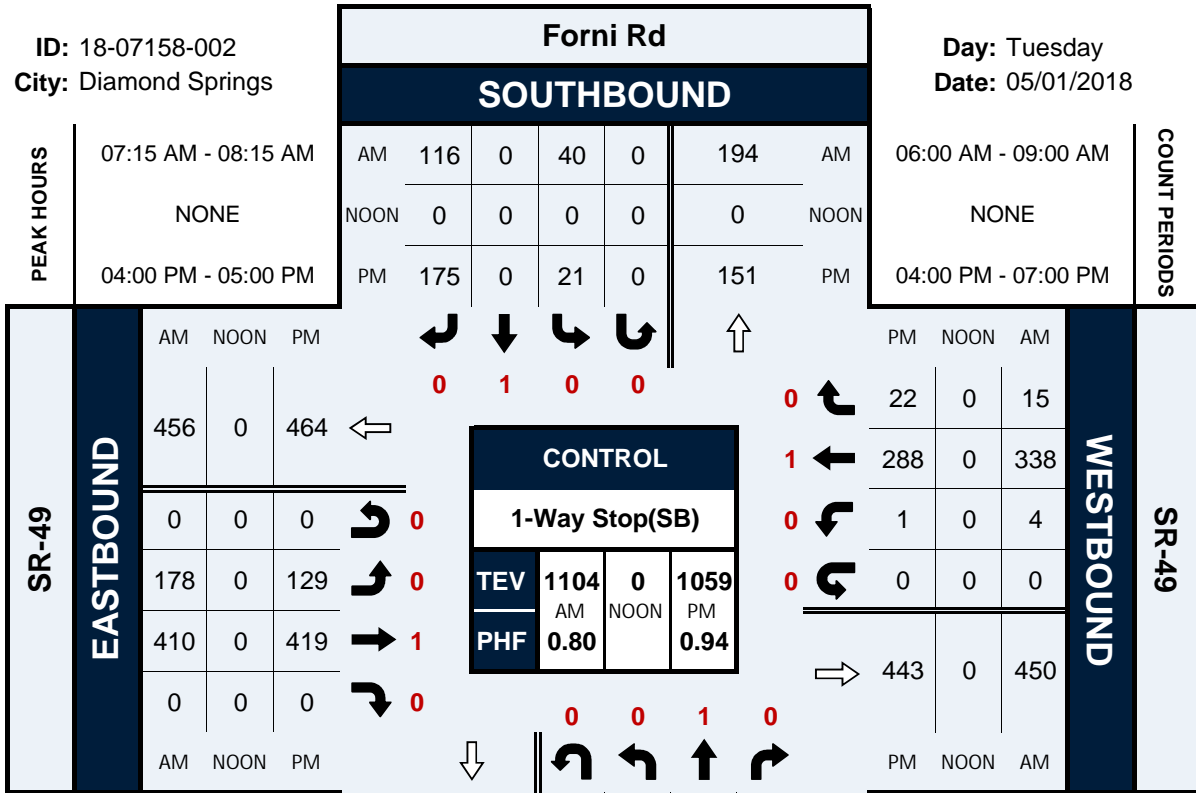 ID: 18-07158-002
City: Diamond Springs
Forni Rd
SOUTHBOUND
Day: Tuesday
Date: 05/01/2018
PEAK HOURS
07:15 AM - 08:15 AM
NONE
04:00 PM - 05:00 PM
AM 116 0 40 0 194 AM
NOON 0 0 0 0 0 NOON
PM 175 0 21 0 151 PM
06:00 AM - 09:00 AM
NONE
04:00 PM - 07:00 PM
COUNT PERIODS
0 1 0 0
SR-49
EASTBOUND
AM NOON PM
456 0 464
0 0 0 0
178 0 129 0
410 0 419 1
0 0 0 0
AM NOON PM
CONTROL
1-Way Stop(SB)
TEV 1104 0 1059
AM NOON PM
PHF 0.80 0.94
PM NOON AM
0 22 0 15
1 288 0 338
0 1 0 4
0 0 0 0
443 0 450
PM NOON AM
WESTBOUND
SR-49
0 0 1 0